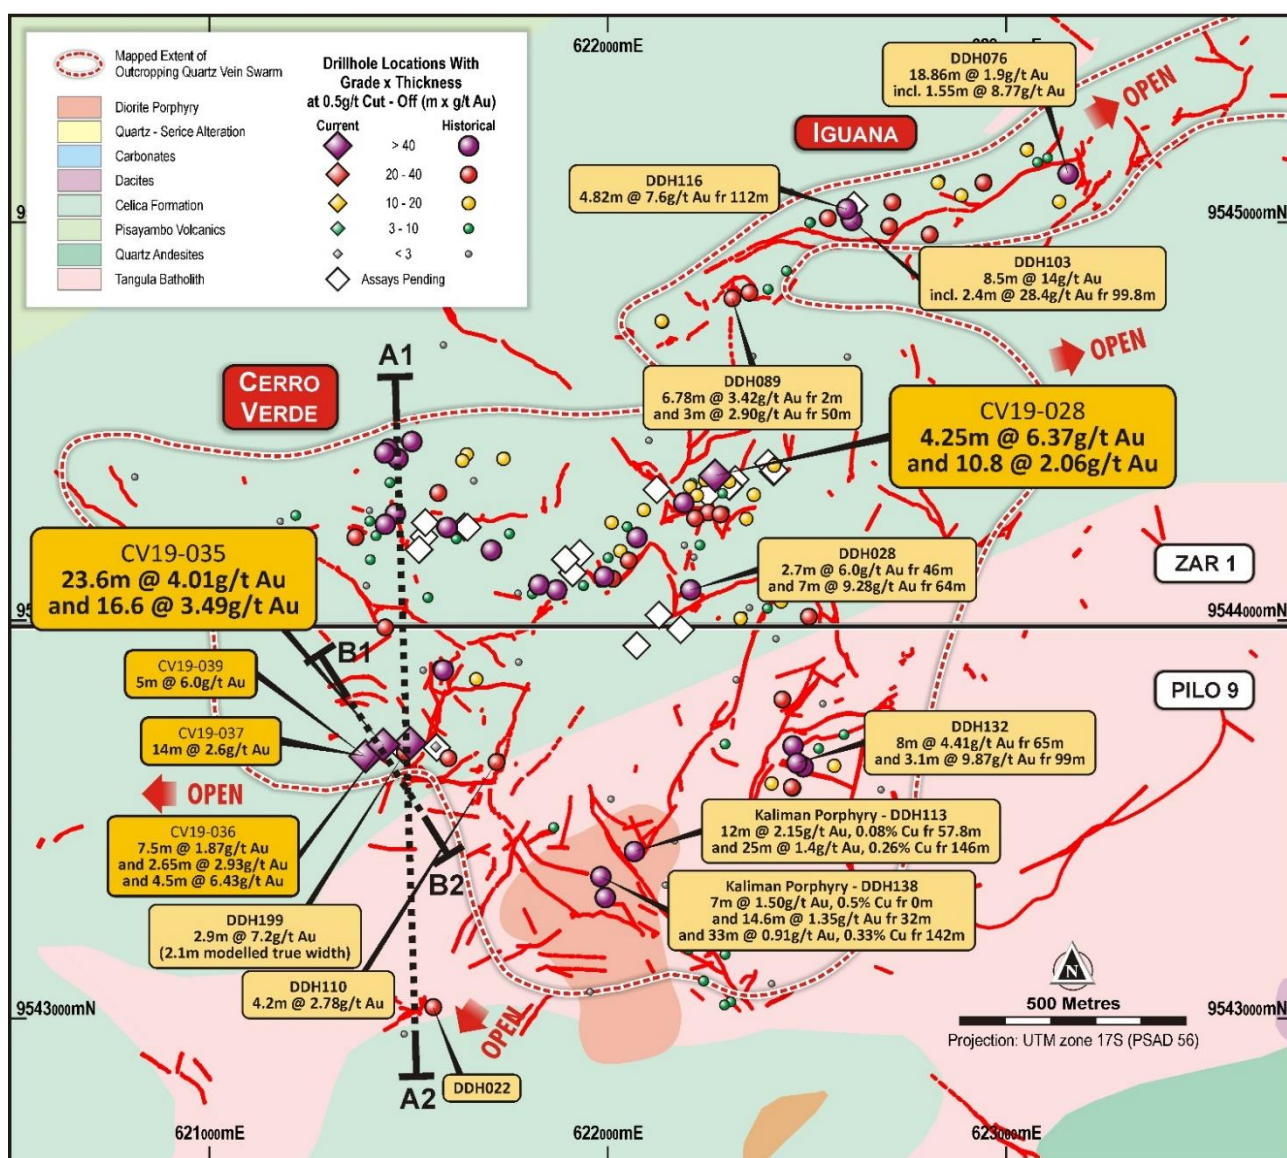 622000mE
Mapped Extent of
Outcropping Quartz Vein Swarm
Diorite Porphyry
Quartz - Serice Alteration
Carbonates
Dacites
Celica Formation
Pisayambo Volcanics
Quartz Andesites
Tangula Batholith
Drillhole Locations With
Grade x Thickness
at 0.5g/t Cut - Off (m x g/t Au)
Current
Historical
> 40
20 - 40
10 - 20
3 - 10
< 3
Assays Pending
DDH076
18.86m @ 1.9g/t Au
incl. 1.55m @ 8.77g/t Au
OPEN
IGUANA
DDH116
4.82m @ 7.6g/t Au fr 112m
9545000mN
DDH103
8.5m @ 14g/t Au
incl. 2.4m @ 28.4g/t Au fr 99.8m
OPEN
A1
CERRO
VERDE
DDH089
6.78m @ 3.42g/t Au fr 2m
and 3m @ 2.90g/t Au fr 50m
CV19-028
4.25m @ 6.37g/t Au
and 10.8 @ 2.06g/t Au
CV19-035
23.6m @ 4.01g/t Au
and 16.6 @ 3.49g/t Au
DDH028
2.7m @ 6.0g/t Au fr 46m
and 7m @ 9.28g/t Au fr 64m
ZAR 1
9544000mN
B1
CV19-039
5m @ 6.0g/t Au
PILO 9
CV19-037
14m @ 2.6g/t Au
DDH132
8m @ 4.41g/t Au fr 65m
and 3.1m @ 9.87g/t Au fr 99m
OPEN
CV19-036
7.5m @ 1.87g/t Au
and 2.65m @ 2.93g/t Au
and 4.5m @ 6.43g/t Au
Kaliman Porphyry - DDH113
12m @ 2.15g/t Au, 0.08% Cu fr 57.8m
and 25m @ 1.4g/t Au, 0.26% Cu fr 146m
B2
Kaliman Porphyry - DDH138
7m @ 1.50g/t Au, 0.5% Cu fr 0m
and 14.6m @ 1.35g/t Au fr 32m
and 33m @ 0.91g/t Au, 0.33% Cu fr 142m
DDH199
2.9m @ 7.2g/t Au
(2.1m modelled true width)
DDH110
4.2m @ 2.78g/t Au
N
500 Metres
Projection: UTM zone 17S (PSAD 56)
9543000mN
OPEN
DDH022
A2
621000mE
622000mE
623000mE